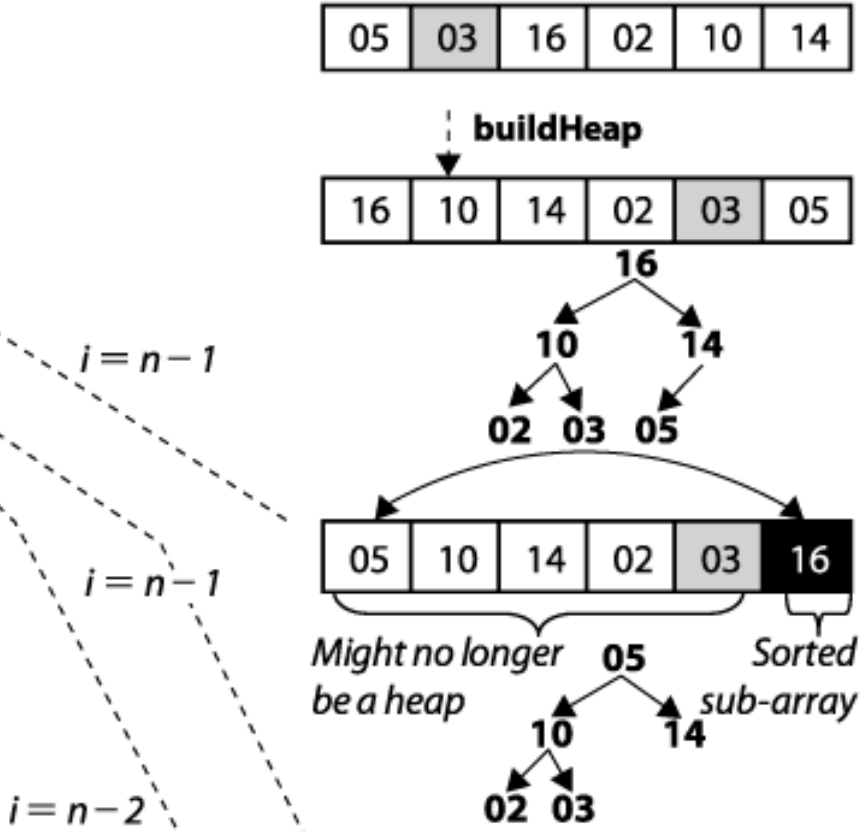 05 03 16 02 10 14
buildHeap
16 10 14 02 03 05
16
i = n − 1
10 14
02 03 05
05 10 14 02 03 16
i = n − 1
Might no longer
be a heap
05
Sorted
sub-array
10 14
02 03
i = n − 2